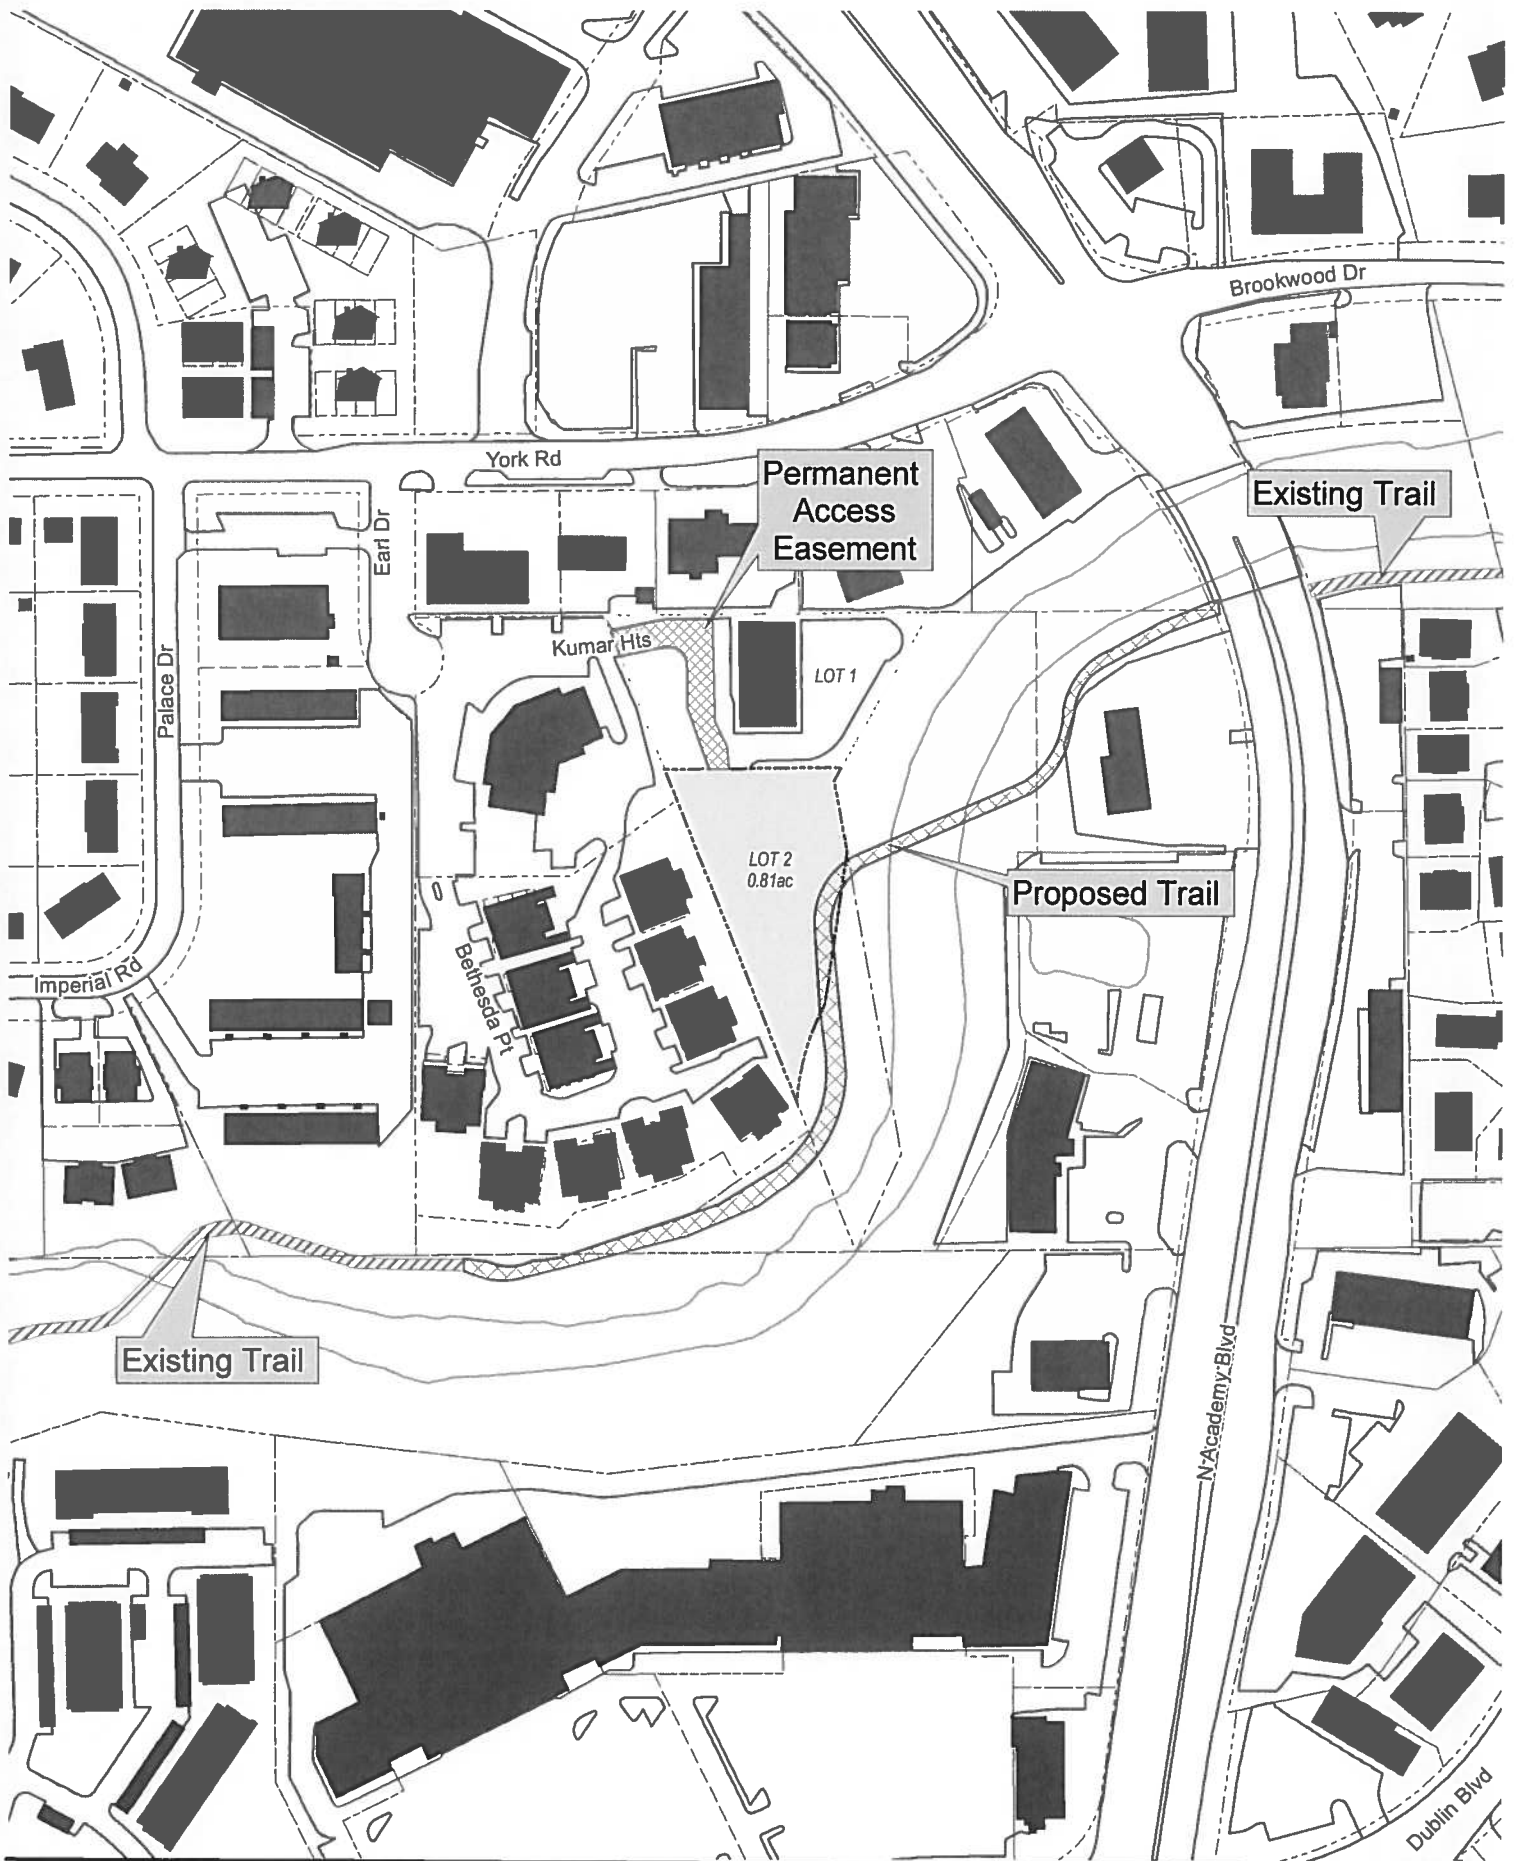 Brookwood Dr
York Rd
Permanent
Access
Easement
Existing Trail
Earl Dr
Kumar Hts
LOT 1
Palace Dr
LOT 2
0.81ac
Proposed Trail
Bethesda Pt
Imperial Rd
Existing Trail
N Academy Blvd
Dublin Blvd